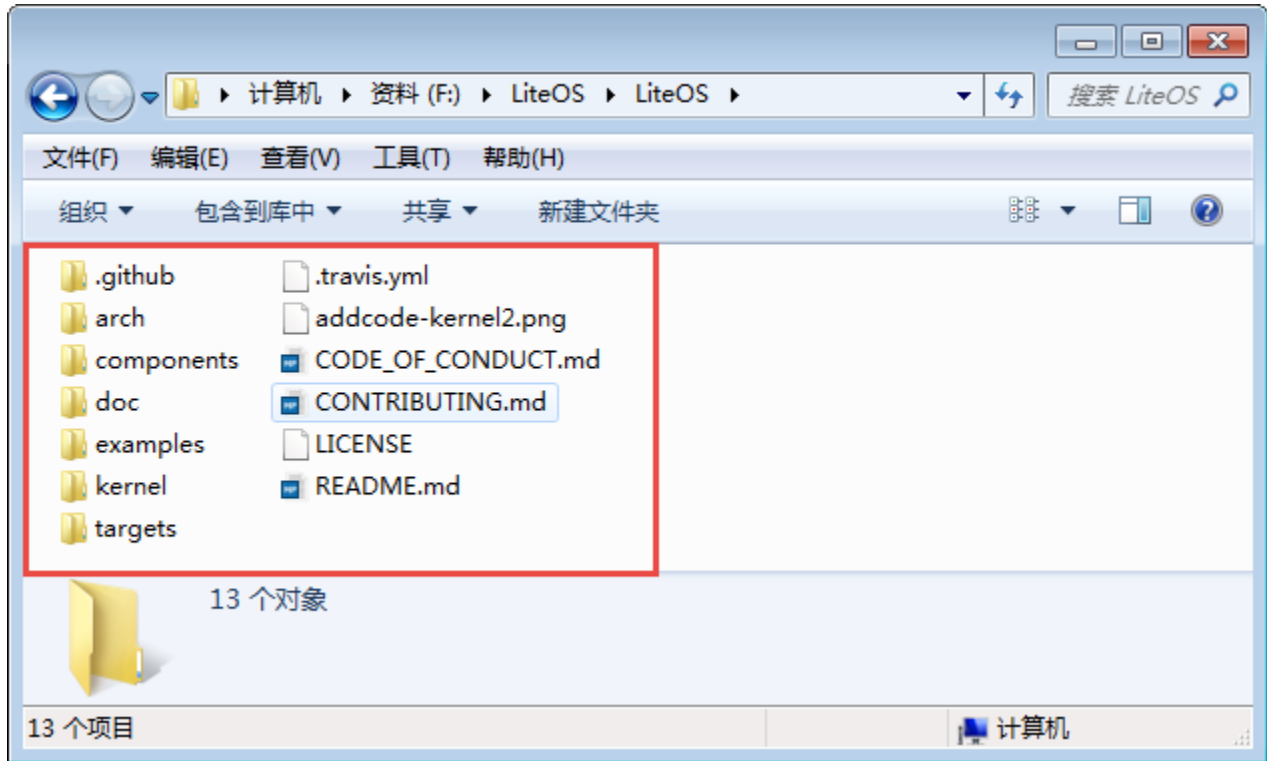 计算机 资料 (F:) LiteOS LiteOS 搜索 LiteOS
文件(F) 编辑(E) 查看(V) 工具(T) 帮助(H)
组织 包含到库中 共享 新建文件夹
.github .travis.yml
arch addcode-kernel2.png
components CODE_OF_CONDUCT.md
doc CONTRIBUTING.md
examples LICENSE
kernel README.md
targets
13 个对象
13 个项目 计算机